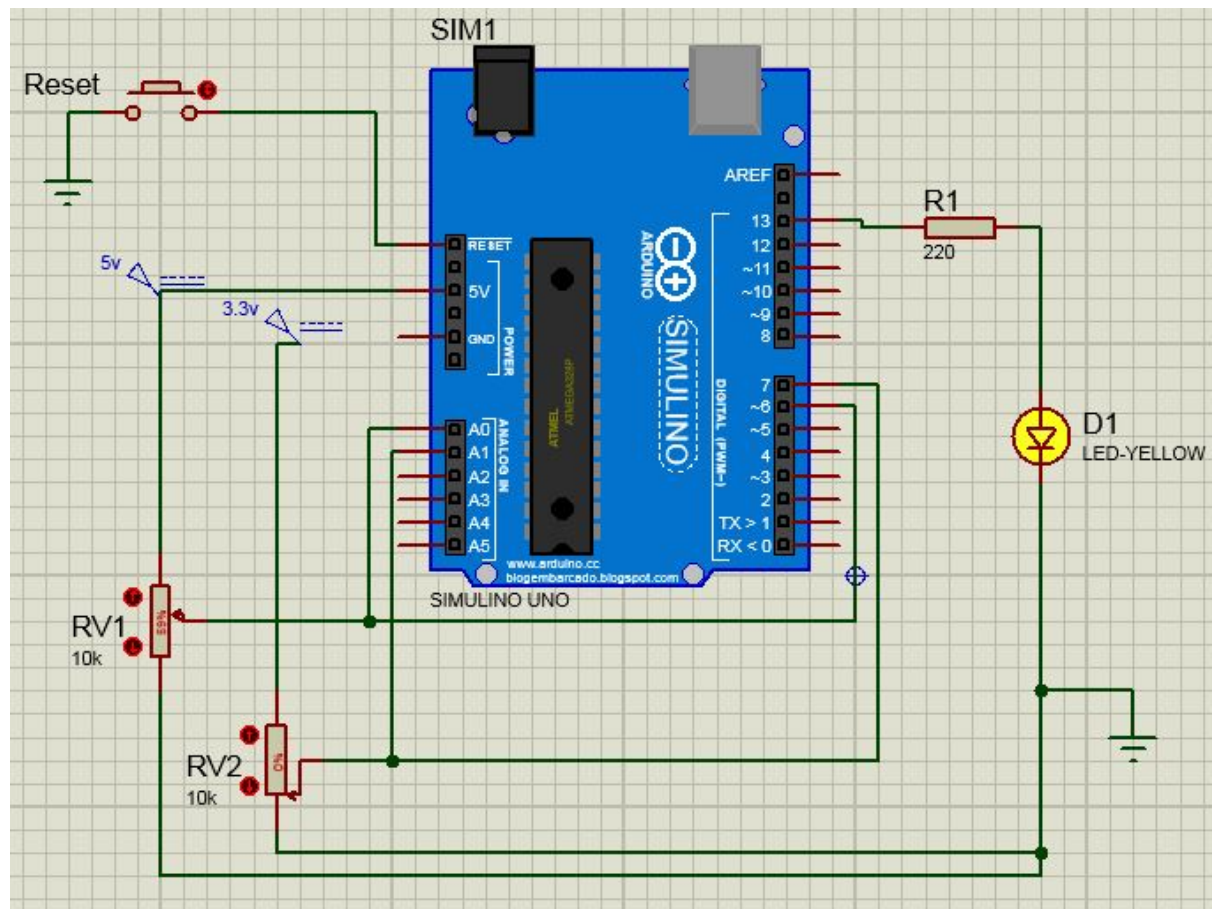 SIM1
Reset
AREF
13
12
~11
~10
~9
8
7
~6
~5
4
~3
2
TX > 1
RX < 0
DIGITAL (PWM~)
ARDUINO
SIMULINO
RESET
5V
GND
POWER
A0
A1
A2
A3
A4
A5
ANALOG IN
ATMEL
ATMEGA328P
www.arduino.cc
blogembarcado.blogspot.com
SIMULINO UNO
5v
3.3v
R1
220
D1
LED-YELLOW
RV1
10k
RV2
10k
0%